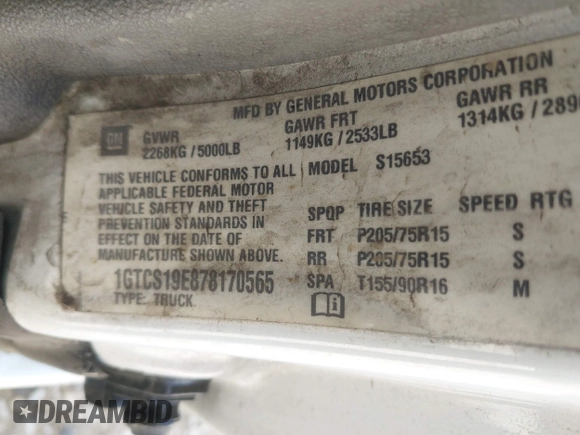 MFD BY GENERAL MOTORS CORPORATION
GM GVWR GAWR FRT GAWR RR
2268KG / 5000LB 1149KG / 2533LB 1314KG /
THIS VEHICLE CONFORMS TO ALL MODEL S15653
APPLICABLE FEDERAL MOTOR
VEHICLE SAFETY AND THEFT SPQP TIRE SIZE SPEED RTG
PREVENTION STANDARDS IN FRT P205/75R15 S
EFFECT ON THE DATE OF RR P205/75R15 S
MANUFACTURE SHOWN ABOVE. SPA T155/90R16 M
1GTCS19E878170565
TYPE: TRUCK
DREAMBID